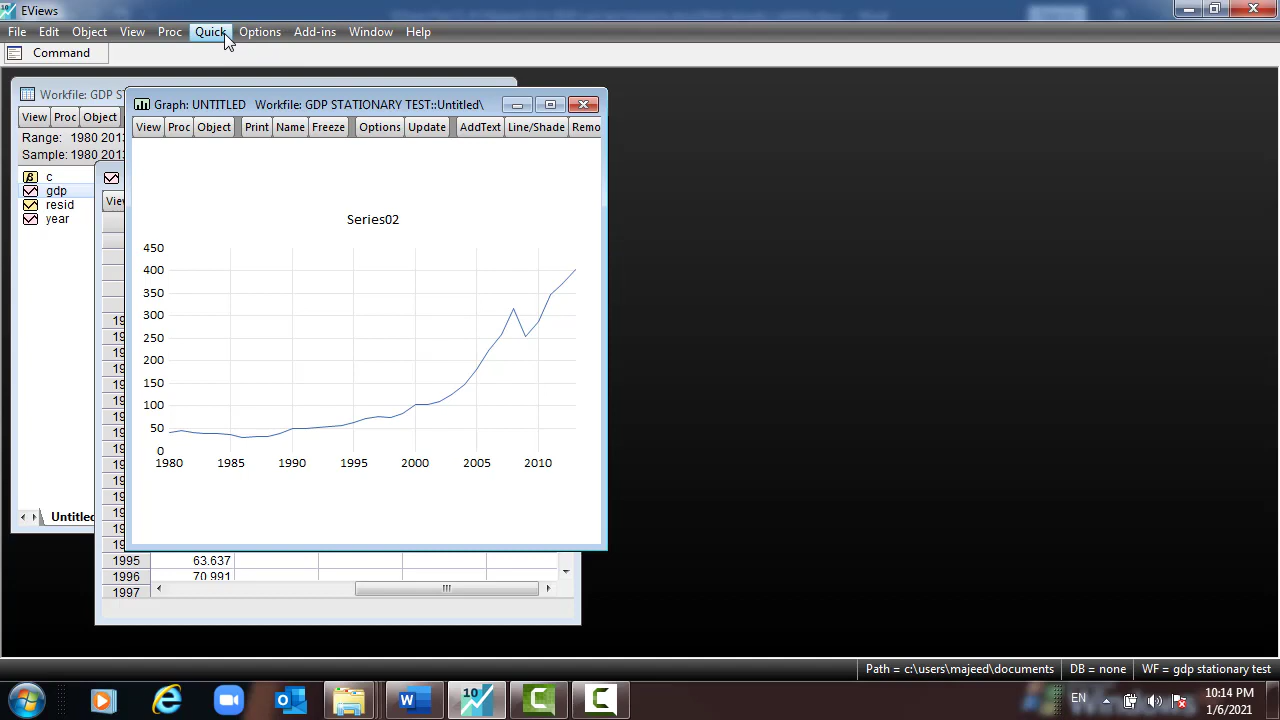 EViews
File Edit Object View Proc Quick Options Add-ins Window Help
Command
Workfile: GDP ST
View Proc Object
Range: 1980 2013
Sample: 1980 2013
c
gdp
resid
year
Untitled
Graph: UNTITLED Workfile: GDP STATIONARY TEST::Untitled\
View Proc Object Print Name Freeze Options Update AddText Line/Shade Remo
Series02
450
400
350
300
250
200
150
100
50
0
1980 1985 1990 1995 2000 2005 2010
1995 63.637
1996 70.991
1997
Path = c:\users\majeed\documents DB = none WF = gdp stationary test
EN
10:14 PM
1/6/2021